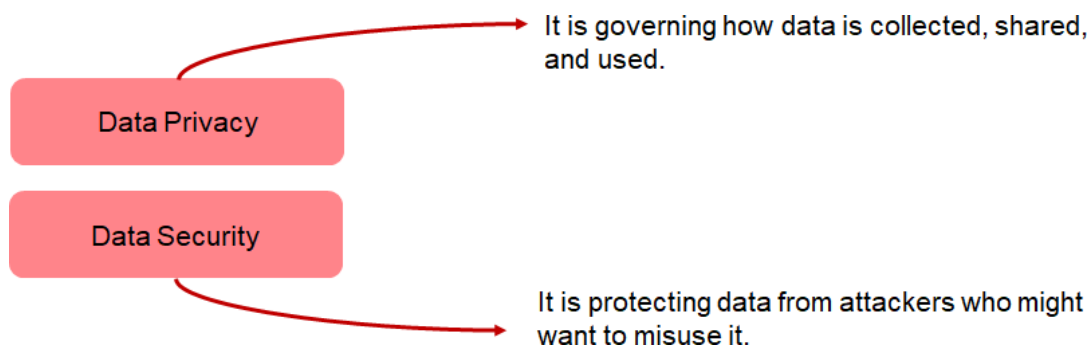 It is governing how data is collected, shared,
and used.
Data Privacy
Data Security
It is protecting data from attackers who might
want to misuse it.